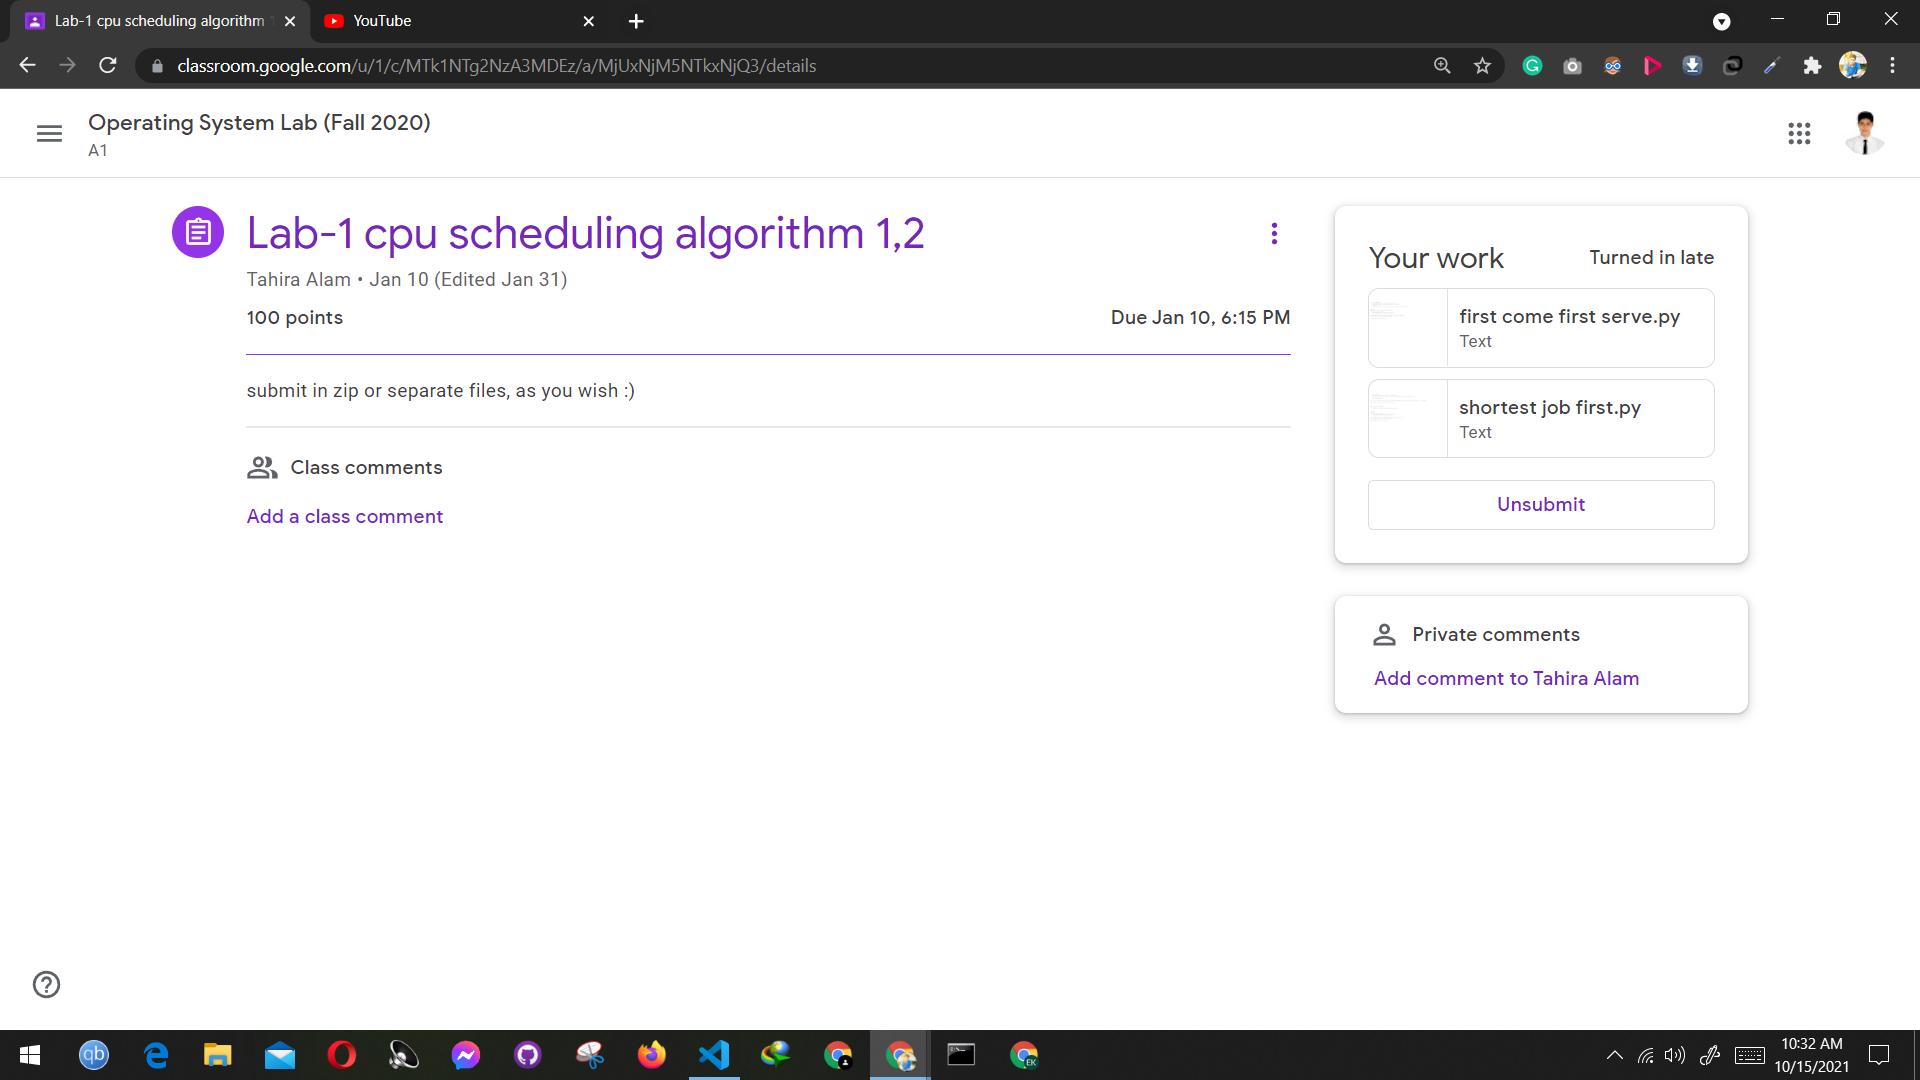 Lab-1 cpu scheduling algorithm
YouTube
classroom.google.com/u/1/c/MTk1NTg2NzA3MDEz/a/MjUxNjM5NTkxNjQ3/details
Operating System Lab (Fall 2020)
A1
Lab-1 cpu scheduling algorithm 1,2
Tahira Alam • Jan 10 (Edited Jan 31)
100 points
Due Jan 10, 6:15 PM
submit in zip or separate files, as you wish :)
Class comments
Add a class comment
Your work
Turned in late
first come first serve.py
Text
shortest job first.py
Text
Unsubmit
Private comments
Add comment to Tahira Alam
qb
EK
10:32 AM
10/15/2021